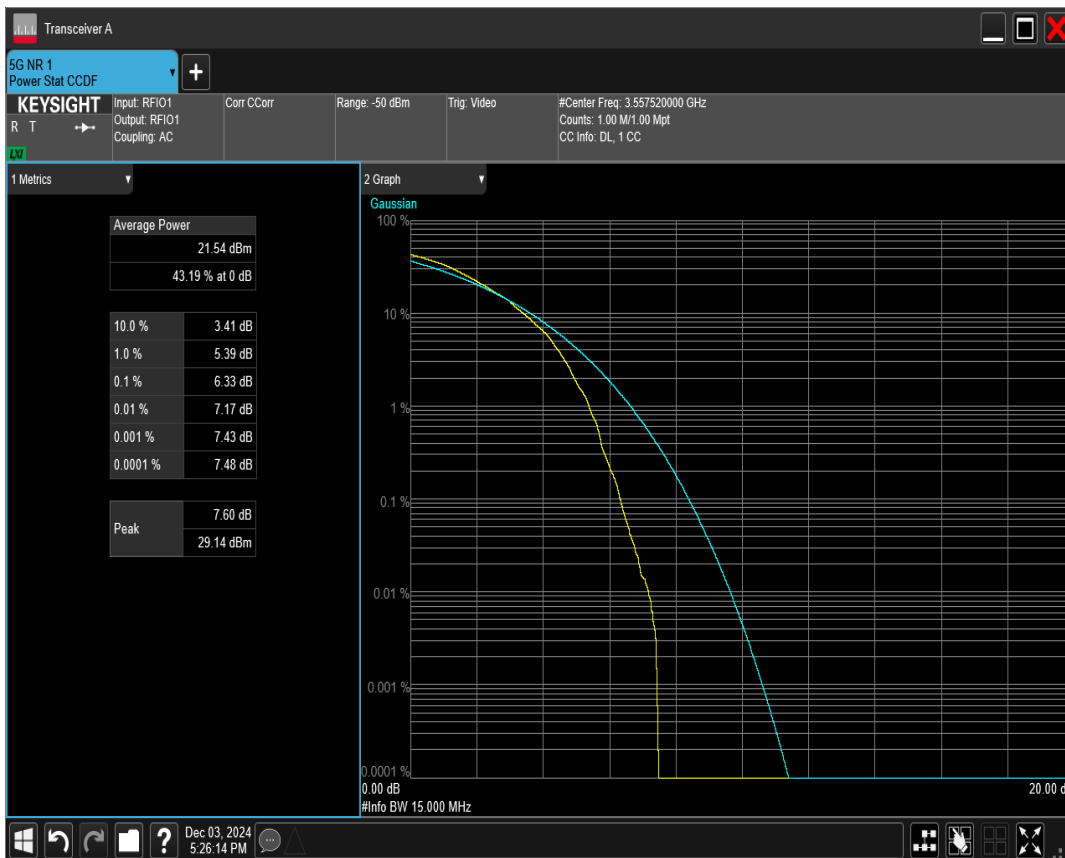 Transceiver A
5G NR 1
Power Stat CCDF
KEYSIGHT
R T
LXI
Input: RFIO1
Output: RFIO1
Coupling: AC
Corr CCorr
Range: -50 dBm
Trig: Video
#Center Freq: 3.557520000 GHz
Counts: 1.00 M/1.00 Mpt
CC Info: DL, 1 CC
1 Metrics
Average Power
21.54 dBm
43.19 % at 0 dB
10.0 % 3.41 dB
1.0 % 5.39 dB
0.1 % 6.33 dB
0.01 % 7.17 dB
0.001 % 7.43 dB
0.0001 % 7.48 dB
Peak
7.60 dB
29.14 dBm
2 Graph
Gaussian
100 %
10 %
1 %
0.1 %
0.01 %
0.001 %
0.0001 %
0.00 dB
20.00 d
#Info BW 15.000 MHz
?
Dec 03, 2024
5:26:14 PM